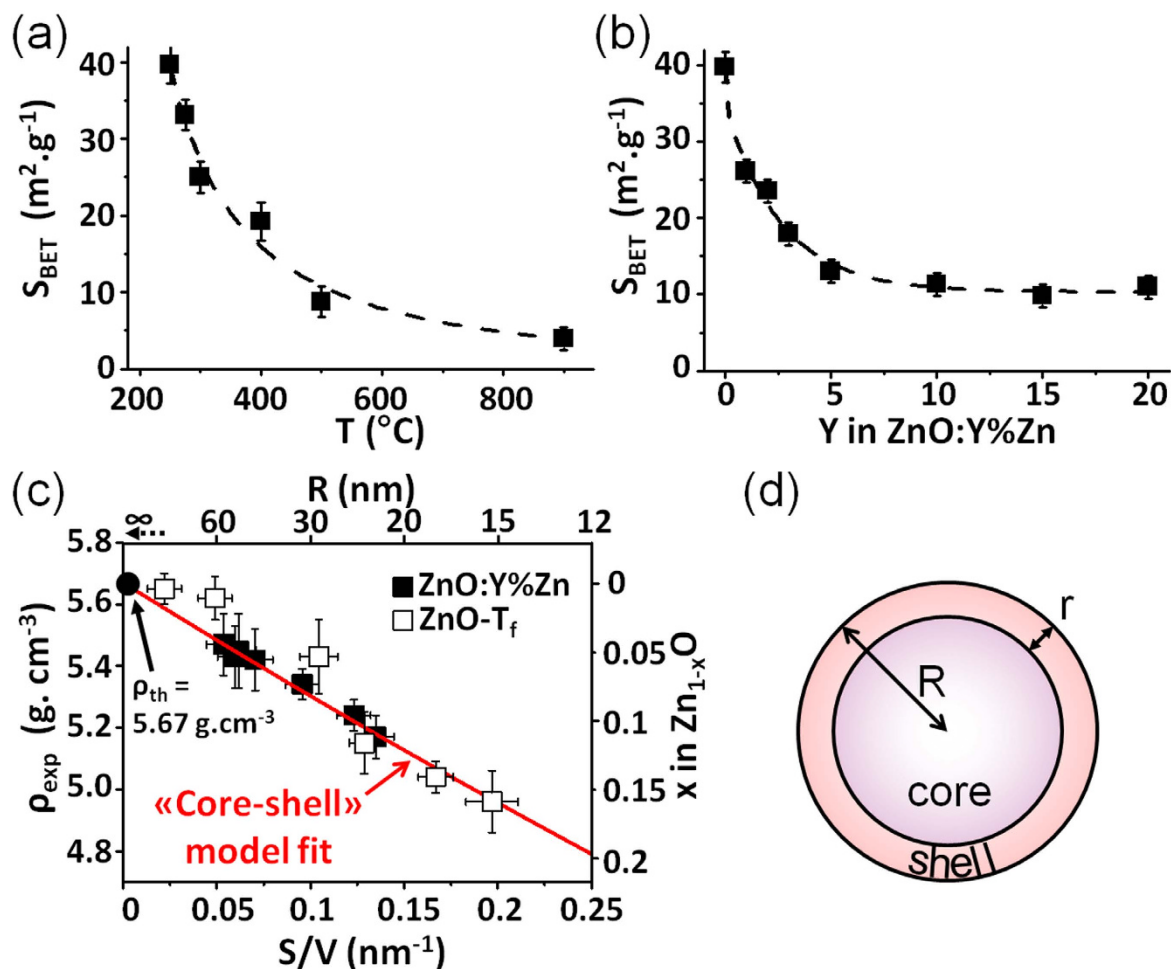 (a)
S_BET (m²·g⁻¹)
40
30
20
10
0
200 400 600 800
T (°C)
(b)
S_BET (m²·g⁻¹)
40
30
20
10
0
0 5 10 15 20
Y in ZnO:Y%Zn
(c)
R (nm)
∞ 60 30 20 15 12
ρexp (g. cm⁻³)
5.8
5.6
5.4
5.2
5.0
4.8
ZnO:Y%Zn
ZnO-T_f
ρth =
5.67 g.cm⁻³
«Core-shell»
model fit
0
0.05
0.1
0.15
0.2
x in Zn₁₋ₓO
0 0.05 0.1 0.15 0.2 0.25
S/V (nm⁻¹)
(d)
r
R
core
shell